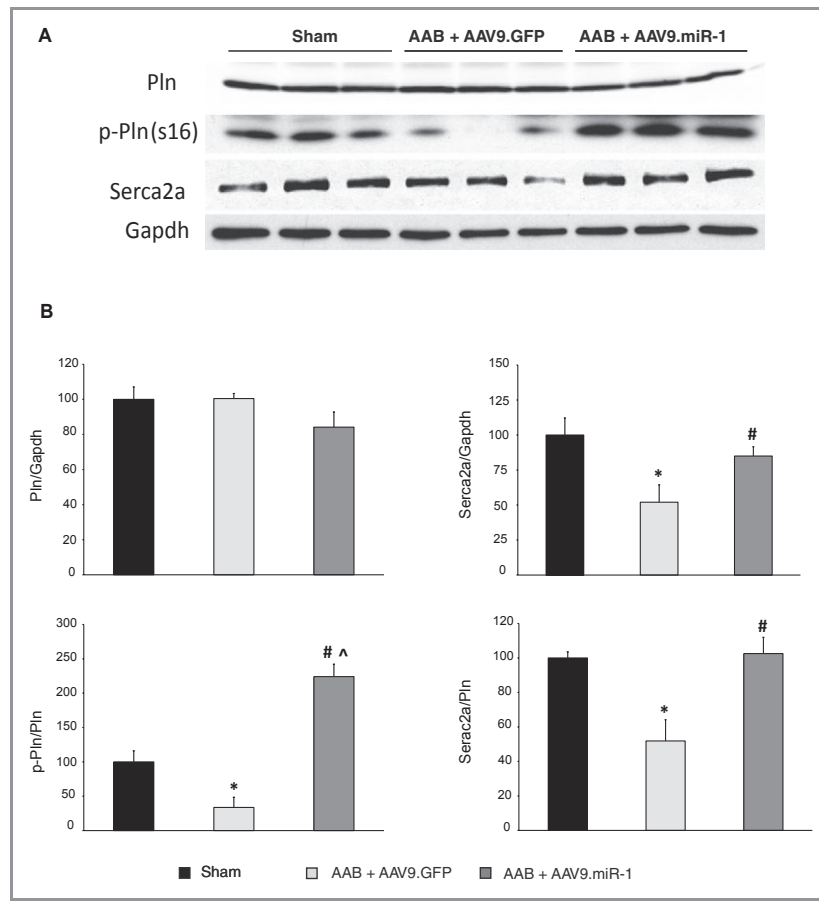 A
Sham
AAB + AAV9.GFP
AAB + AAV9.miR-1
Pln
p-Pln(s16)
Serca2a
Gapdh
B
120
100
80
60
40
20
0
Pln/Gapdh
150
125
100
75
50
25
0
Serca2a/Gapdh
*
#
300
250
200
150
100
50
0
p-Pln/Pln
*
# ^
120
100
80
60
40
20
0
Serac2a/Pln
*
#
Sham
AAB + AAV9.GFP
AAB + AAV9.miR-1